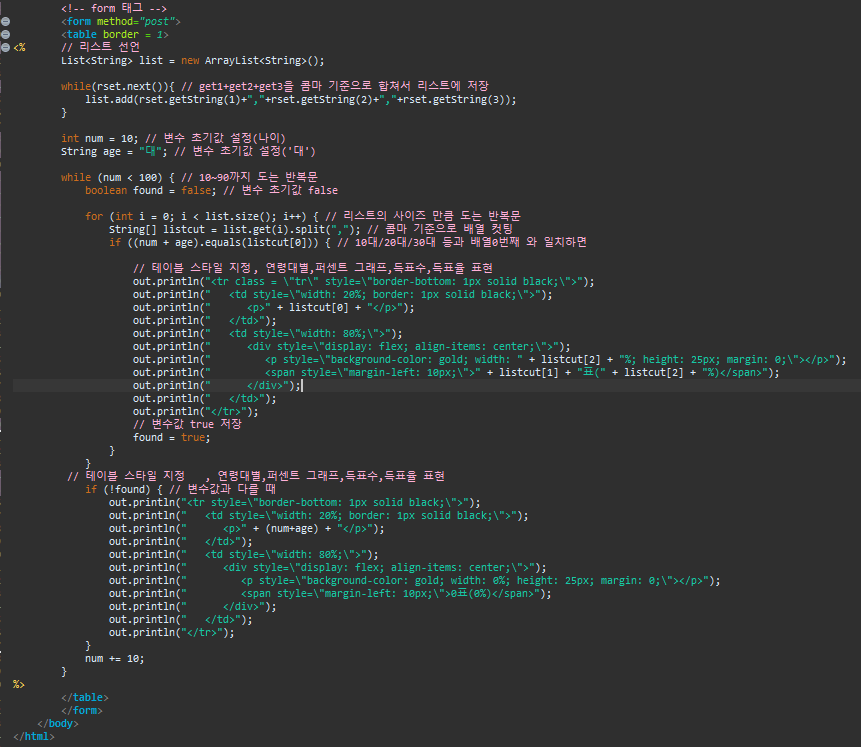 <!-- form 태그 -->
<form method="post">
<table border = 1>
<% // 리스트 선언
List<String> list = new ArrayList<String>();
while(rset.next()){ // get1+get2+get3을 콤마 기준으로 합쳐서 리스트에 저장
list.add(rset.getString(1)+","+rset.getString(2)+","+rset.getString(3));
}
int num = 10; // 변수 초기값 설정(나이)
String age = "대"; // 변수 초기값 설정('대')
while (num < 100) { // 10~90까지 도는 반복문
boolean found = false; // 변수 초기값 false
for (int i = 0; i < list.size(); i++) { // 리스트의 사이즈 만큼 도는 반복문
String[] listcut = list.get(i).split(","); // 콤마 기준으로 배열 컷팅
if ((num + age).equals(listcut[0])) { // 10대/20대/30대 등과 배열0번째 와 일치하면
// 테이블 스타일 지정, 연령대별,퍼센트 그래프,득표수,득표율 표현
out.println("<tr class = \"tr\" style=\"border-bottom: 1px solid black;\">");
out.println("   <td style=\"width: 20%; border: 1px solid black;\">");
out.println("      <p>" + listcut[0] + "</p>");
out.println("   </td>");
out.println("   <td style=\"width: 80%;\">");
out.println("      <div style=\"display: flex; align-items: center;\">");
out.println("         <p style=\"background-color: gold; width: " + listcut[2] + "%; height: 25px; margin: 0;\"></p>");
out.println("         <span style=\"margin-left: 10px;\">" + listcut[1] + "표(" + listcut[2] + "%)</span>");
out.println("      </div>");
out.println("   </td>");
out.println("</tr>");
// 변수값 true 저장
found = true;
}
}
// 테이블 스타일 지정   , 연령대별,퍼센트 그래프,득표수,득표율 표현
if (!found) { // 변수값과 다를 때
out.println("<tr style=\"border-bottom: 1px solid black;\">");
out.println("   <td style=\"width: 20%; border: 1px solid black;\">");
out.println("      <p>" + (num+age) + "</p>");
out.println("   </td>");
out.println("   <td style=\"width: 80%;\">");
out.println("      <div style=\"display: flex; align-items: center;\">");
out.println("         <p style=\"background-color: gold; width: 0%; height: 25px; margin: 0;\"></p>");
out.println("         <span style=\"margin-left: 10px;\">0표(0%)</span>");
out.println("      </div>");
out.println("   </td>");
out.println("</tr>");
}
num += 10;
}
%>
</table>
</form>
</body>
</html>